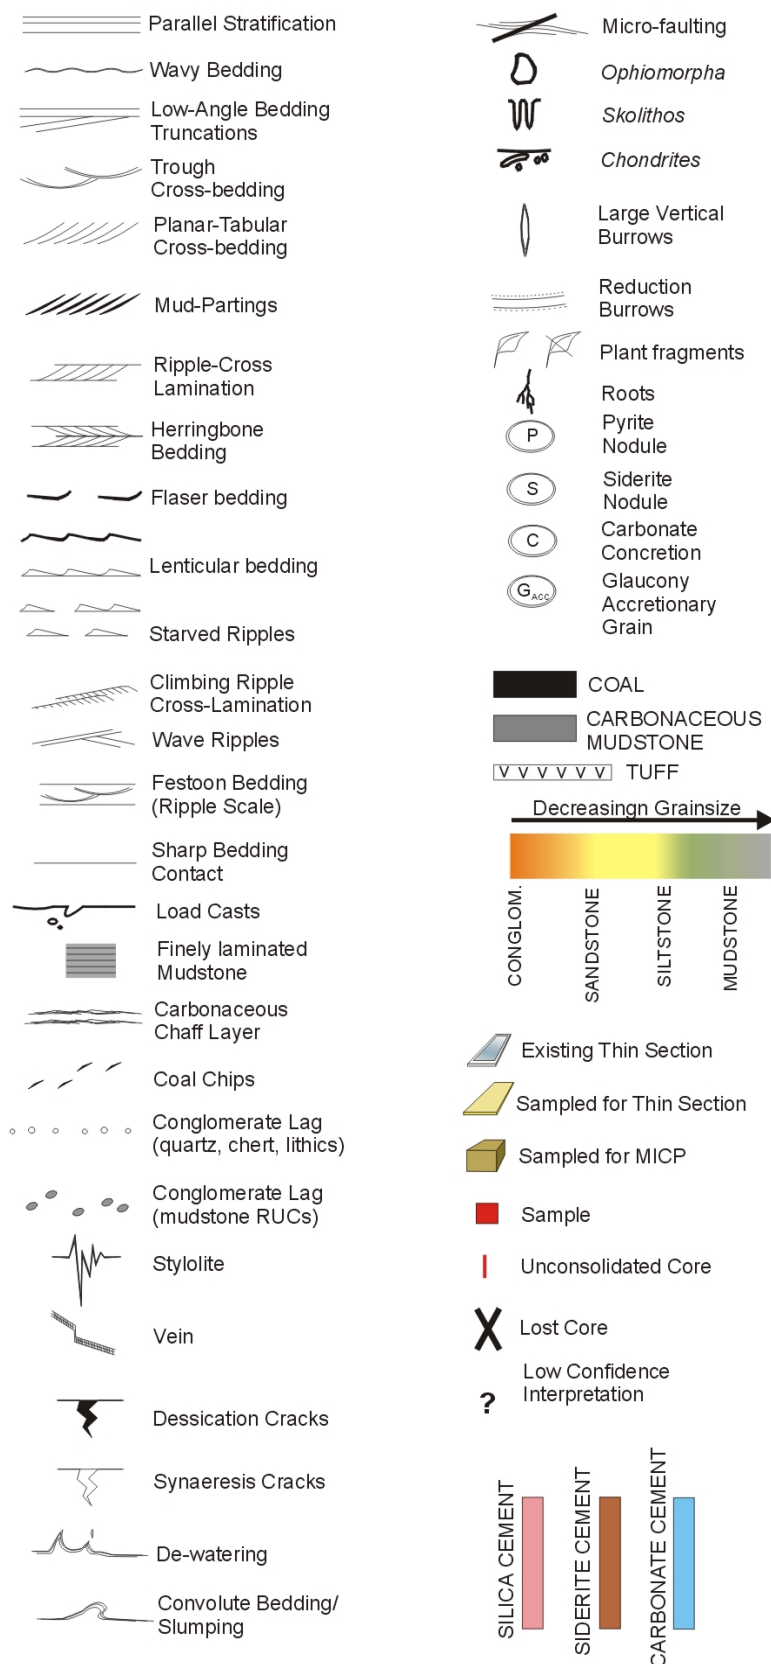 Parallel Stratification
Wavy Bedding
Low-Angle Bedding
Truncations
Trough
Cross-bedding
Planar-Tabular
Cross-bedding
Mud-Partings
Ripple-Cross
Lamination
Herringbone
Bedding
Flaser bedding
Lenticular bedding
Starved Ripples
Climbing Ripple
Cross-Lamination
Wave Ripples
Festoon Bedding
(Ripple Scale)
Sharp Bedding
Contact
Load Casts
Finely laminated
Mudstone
Carbonaceous
Chaff Layer
Coal Chips
Conglomerate Lag
(quartz, chert, lithics)
Conglomerate Lag
(mudstone RUCs)
Stylolite
Vein
Dessication Cracks
Synaeresis Cracks
De-watering
Convolute Bedding/
Slumping
Micro-faulting
Ophiomorpha
Skolithos
Chondrites
Large Vertical
Burrows
Reduction
Burrows
Plant fragments
Roots
P
Pyrite
Nodule
S
Siderite
Nodule
C
Carbonate
Concretion
GACC
Glaucony
Accretionary
Grain
COAL
CARBONACEOUS
MUDSTONE
V V V V V V
TUFF
Decreasingn Grainsize
CONGLOM.
SANDSTONE
SILTSTONE
MUDSTONE
Existing Thin Section
Sampled for Thin Section
Sampled for MICP
Sample
Unconsolidated Core
Lost Core
?
Low Confidence
Interpretation
SILICA CEMENT
SIDERITE CEMENT
CARBONATE CEMENT